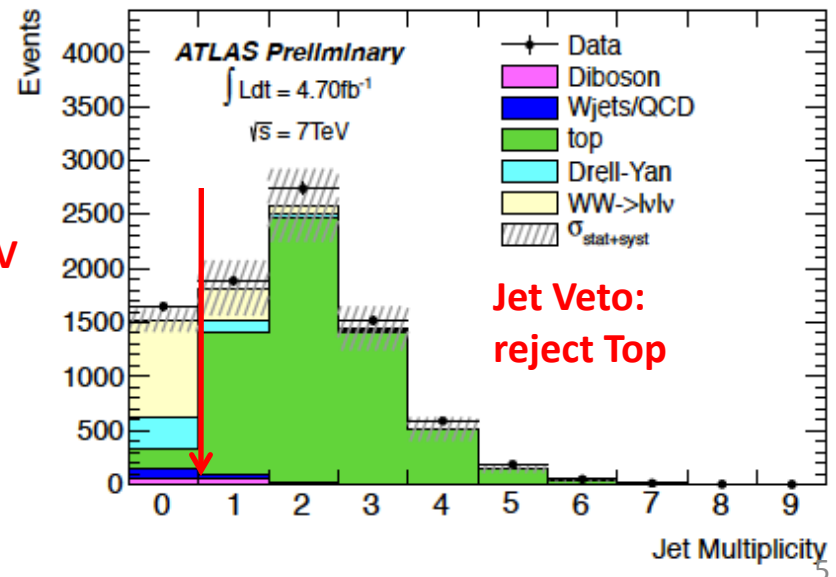 Events
4000
3500
3000
2500
2000
1500
1000
500
0
ATLAS Preliminary
∫ Ldt = 4.70fb⁻¹
√s = 7TeV
Data
Diboson
Wjets/QCD
top
Drell-Yan
WW->lνlν
σstat+syst
V
Jet Veto:
reject Top
0 1 2 3 4 5 6 7 8 9
Jet Multiplicity
5